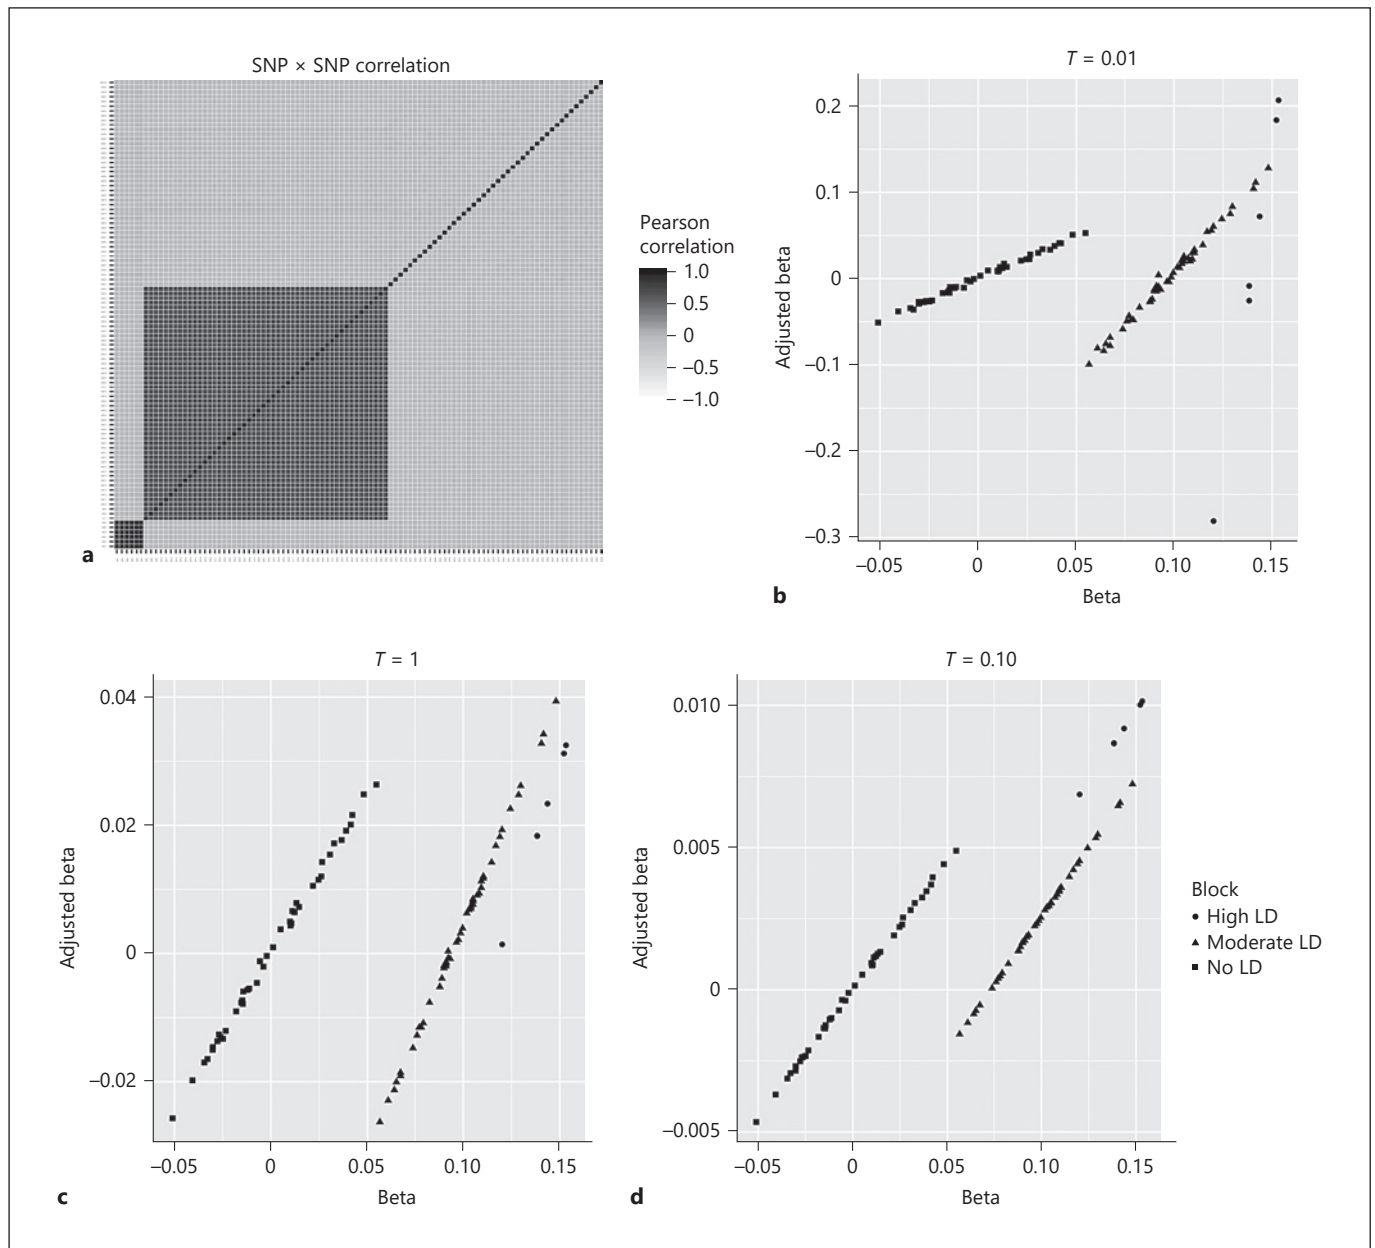 SNP × SNP correlation
Pearson
correlation
1.0
0.5
0
−0.5
−1.0
a
T = 0.01
Adjusted beta
0.2
0.1
0
−0.1
−0.2
−0.3
−0.05 0 0.05 0.10 0.15
Beta
b
T = 1
Adjusted beta
0.04
0.02
0
−0.02
−0.05 0 0.05 0.10 0.15
Beta
c
T = 0.10
Adjusted beta
0.010
0.005
0
−0.005
−0.05 0 0.05 0.10 0.15
Beta
d
Block
High LD
Moderate LD
No LD